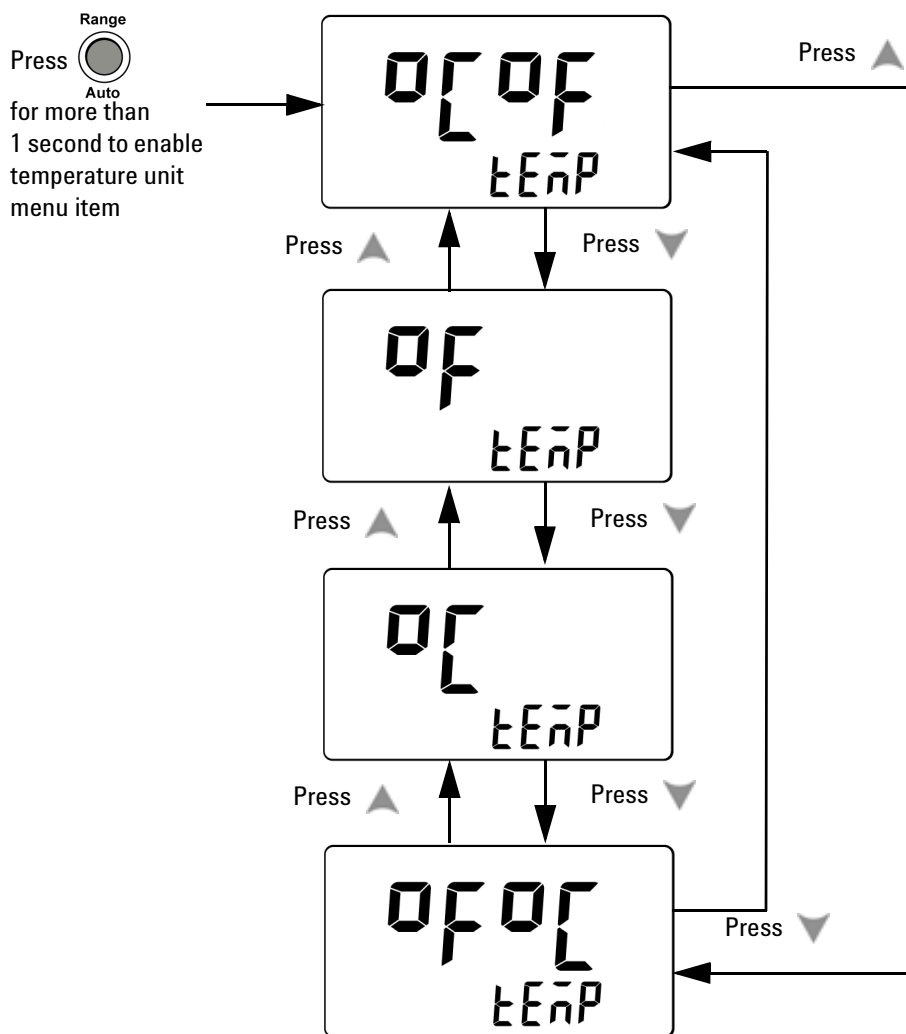 Range
Press
Auto
for more than
1 second to enable
temperature unit
menu item
°C°F
tEmP
Press
Press
Press
°F
tEmP
Press
Press
°C
tEmP
Press
Press
°F°C
tEmP
Press